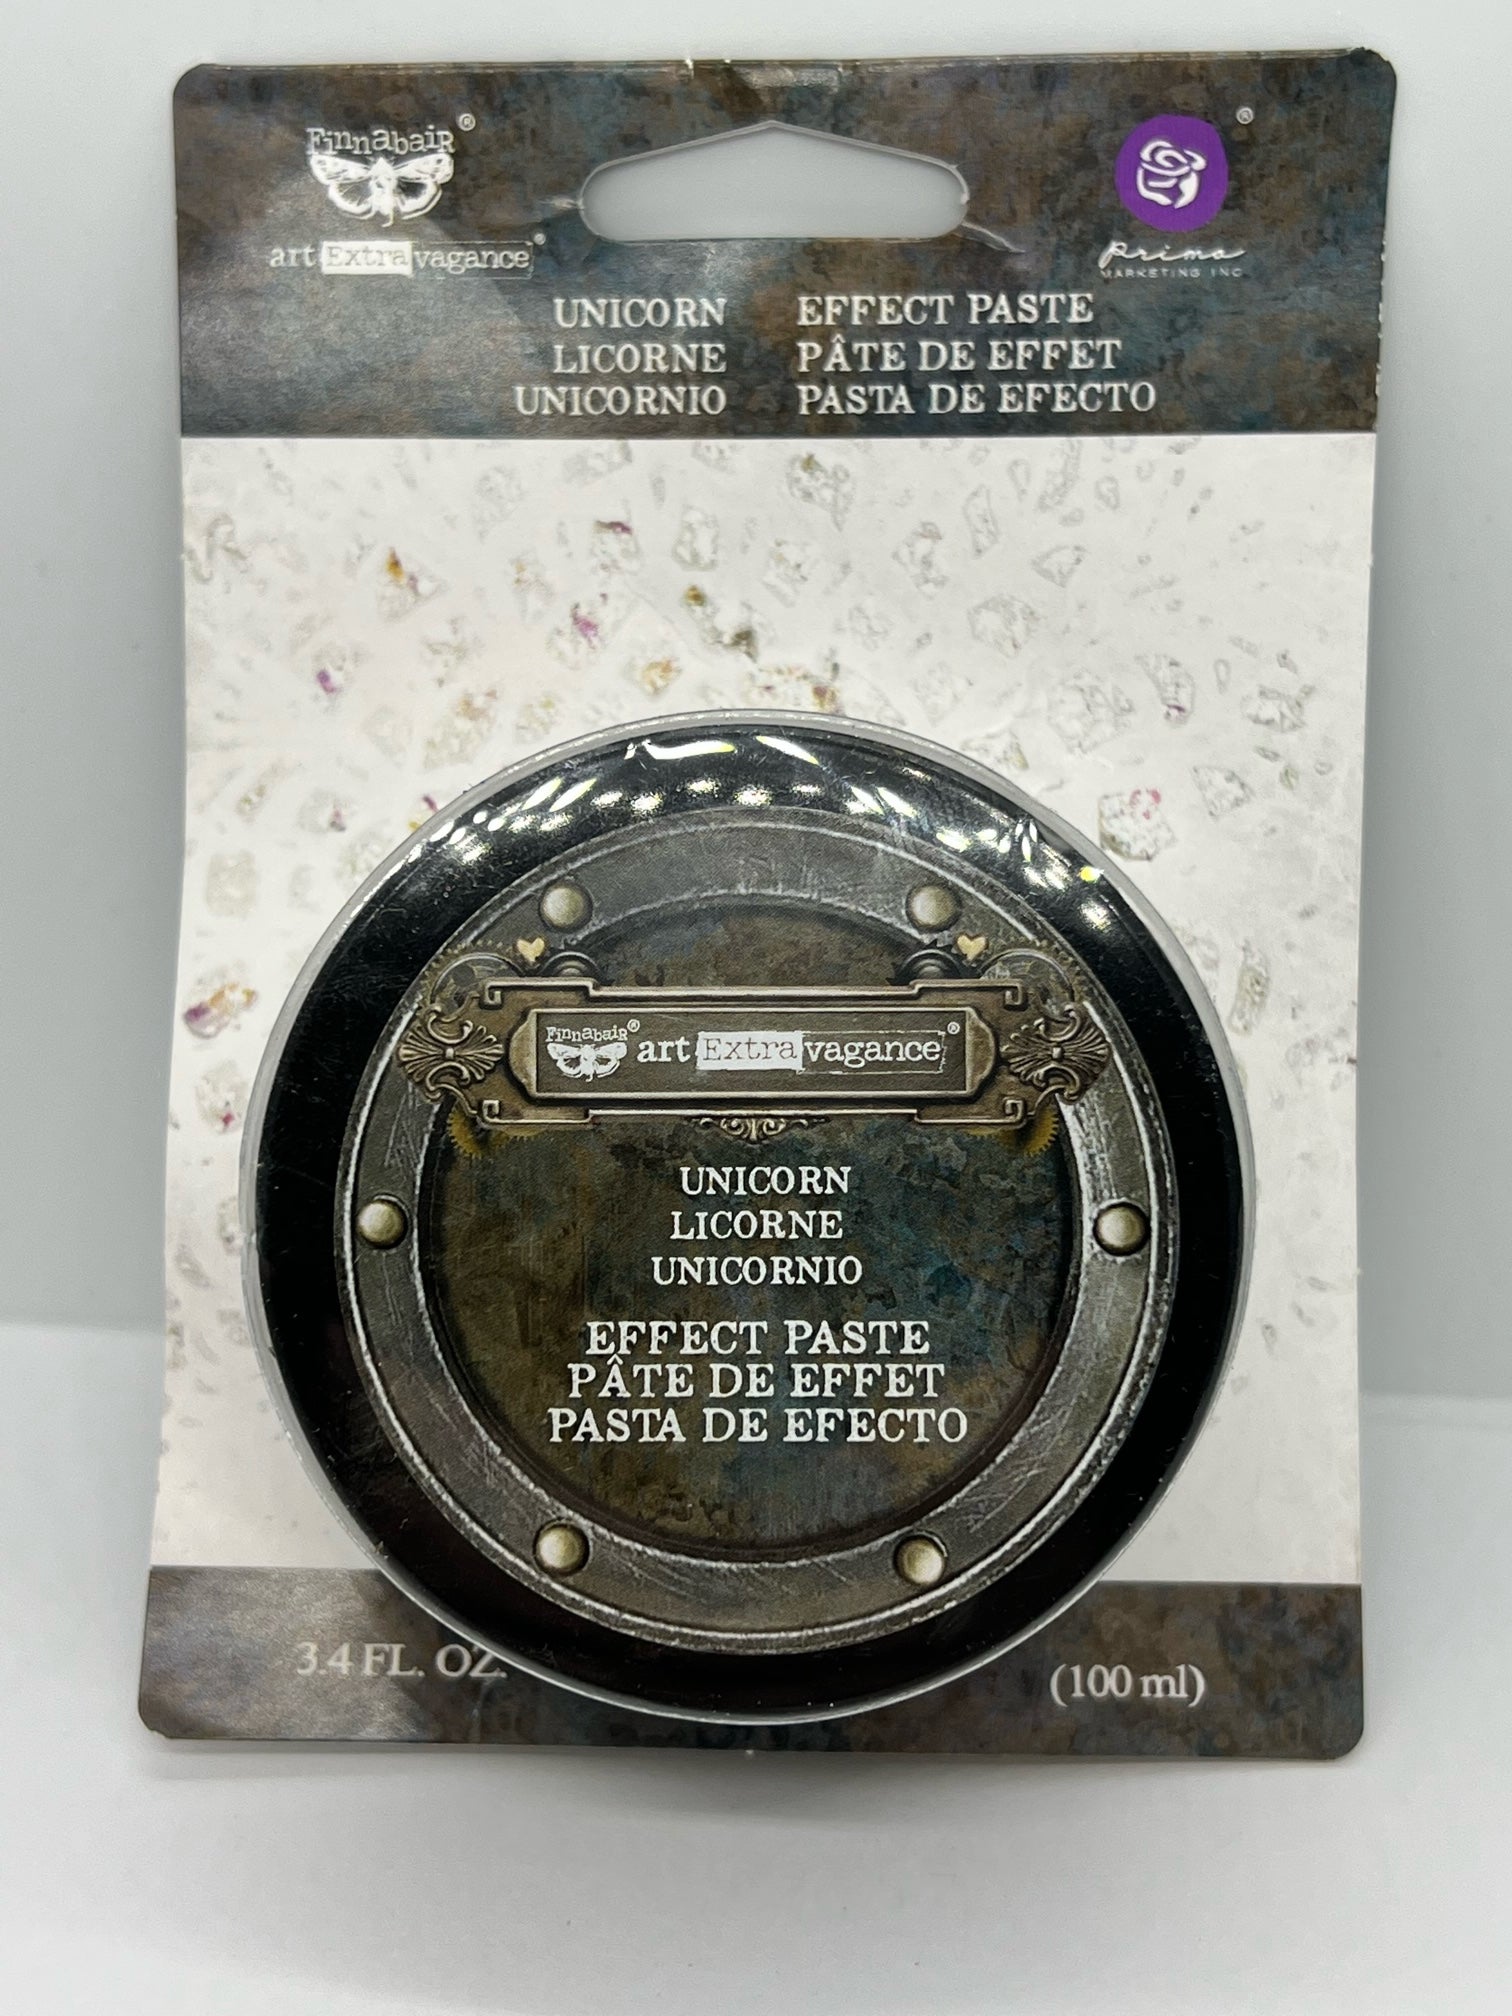 Finnabair®
art Extravagance®
®
prima
MARKETING INC
UNICORN EFFECT PASTE
LICORNE PÂTE DE EFFET
UNICORNIO PASTA DE EFECTO
Finnabair® art Extravagance®
UNICORN
LICORNE
UNICORNIO
EFFECT PASTE
PÂTE DE EFFET
PASTA DE EFECTO
3.4 FL. OZ. (100 ml)